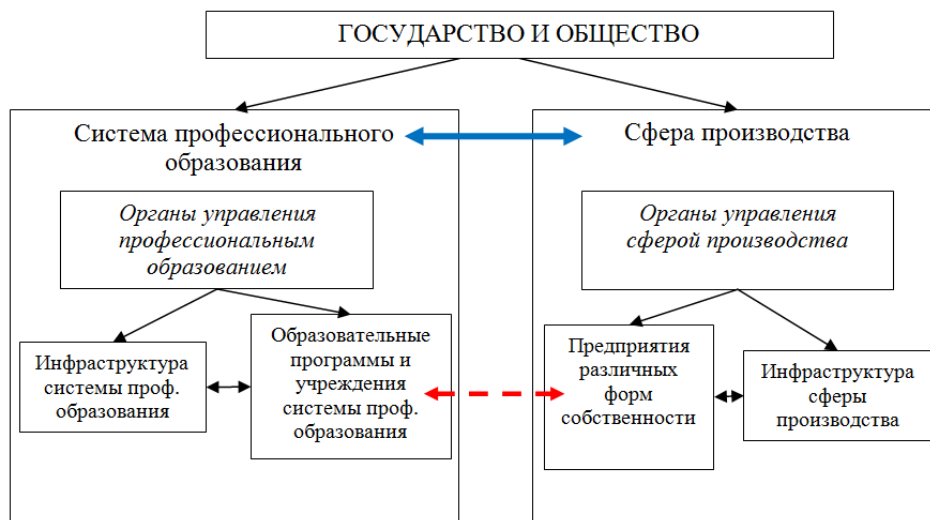 ГОСУДАРСТВО И ОБЩЕСТВО
Система профессионального
образования
Органы управления
профессиональным
образованием
Инфраструктура
системы проф.
образования
Образовательные
программы и
учреждения
системы проф.
образования
Сфера производства
Органы управления
сферой производства
Предприятия
различных
форм
собственности
Инфраструктура
сферы
производства